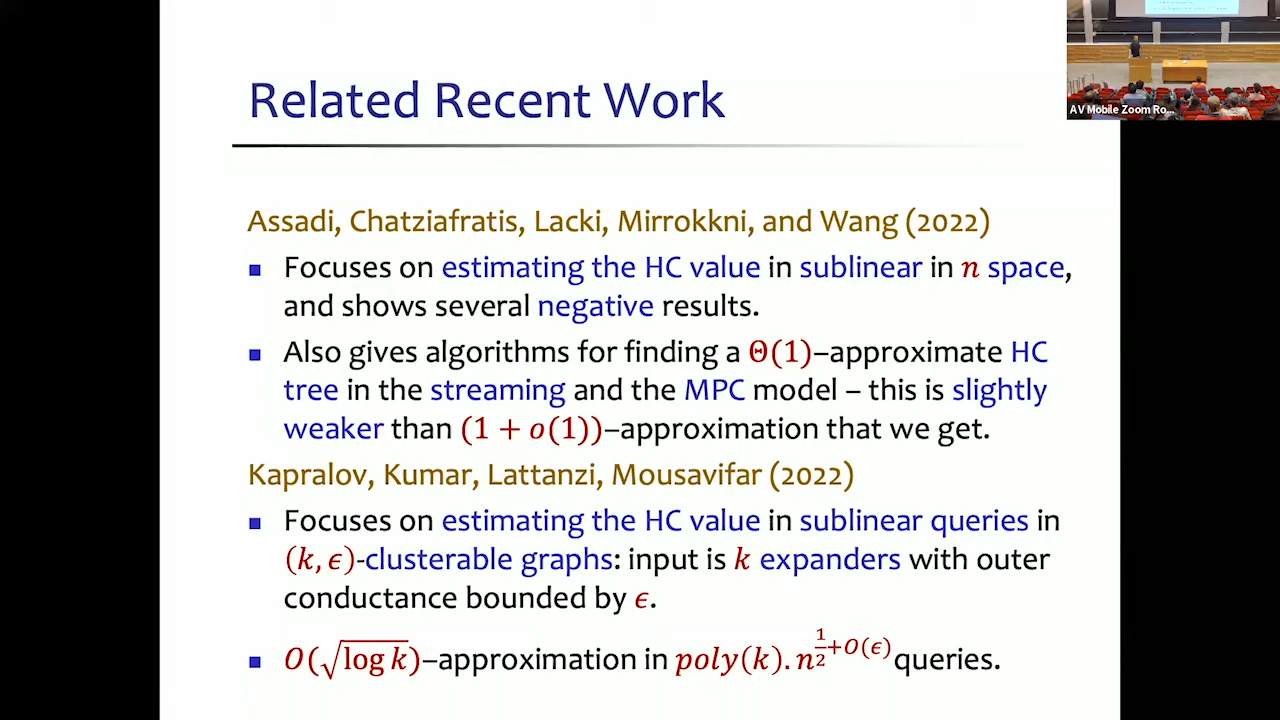 Related Recent Work
AV Mobile Zoom Ro...
Assadi, Chatziafratis, Lacki, Mirrokkni, and Wang (2022)
■ Focuses on estimating the HC value in sublinear in n space,
and shows several negative results.
■ Also gives algorithms for finding a Θ(1)–approximate HC
tree in the streaming and the MPC model – this is slightly
weaker than (1 + o(1))–approximation that we get.
Kapralov, Kumar, Lattanzi, Mousavifar (2022)
■ Focuses on estimating the HC value in sublinear queries in
(k, ϵ)-clusterable graphs: input is k expanders with outer
conductance bounded by ϵ.
■ O(√log k)–approximation in poly(k). n^(1/2+O(ϵ)) queries.